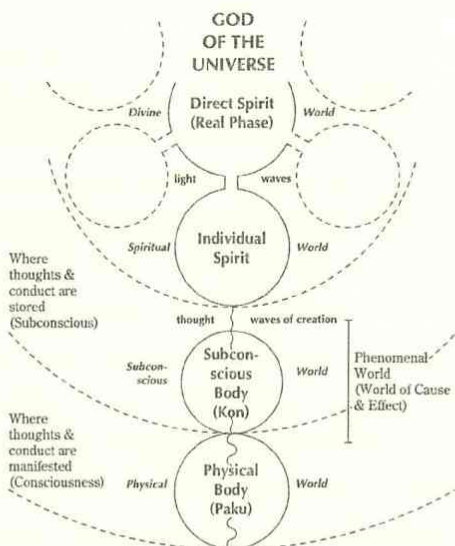 GOD
OF THE
UNIVERSE
Direct Spirit
(Real Phase)
Divine
World
light
waves
Individual
Spirit
Spiritual
World
Where
thoughts &
conduct are
stored
(Subconscious)
thought
waves of creation
Subcon-
scious
Body
(Kon)
Subcon-
scious
World
Phenomenal
World
(World of Cause
& Effect)
Where
thoughts &
conduct are
manifested
(Consciousness)
Physical
Body
(Paku)
Physical
World